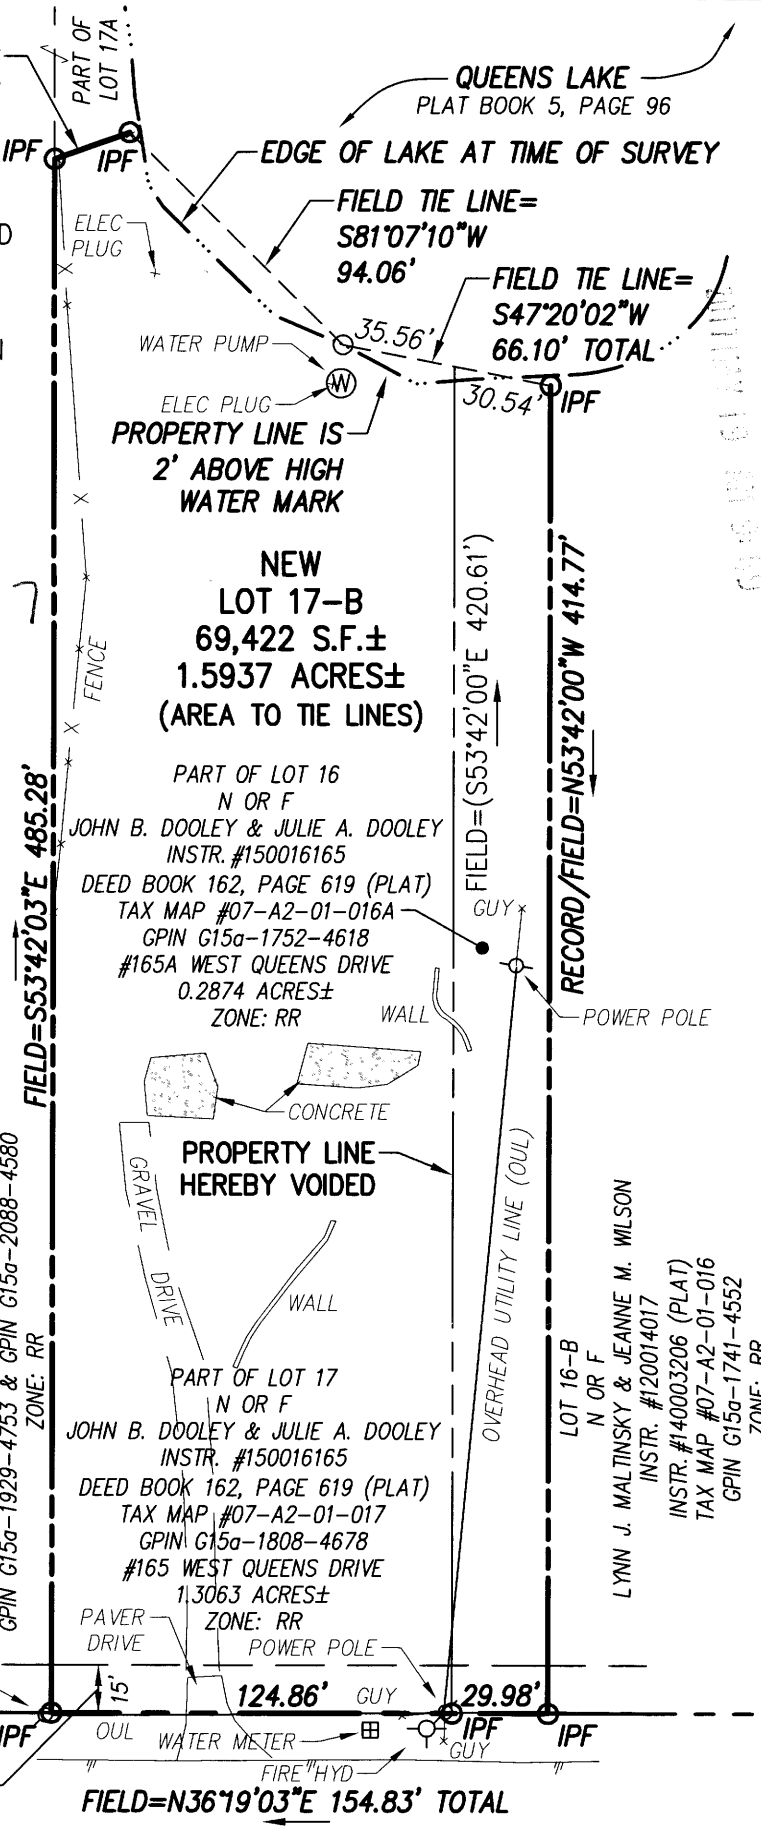 PART OF
LOT 17A
QUEENS LAKE
PLAT BOOK 5, PAGE 96
IPF
IPF
EDGE OF LAKE AT TIME OF SURVEY
FIELD TIE LINE=
S81°07'10"W
94.06'
ELEC
PLUG
FIELD TIE LINE=
S47°20'02"W
66.10' TOTAL
35.56'
WATER PUMP
W
ELEC PLUG
30.54'
IPF
PROPERTY LINE IS
2' ABOVE HIGH
WATER MARK
NEW
LOT 17-B
69,422 S.F.±
1.5937 ACRES±
(AREA TO TIE LINES)
FENCE
FIELD=(S53°42'00"E 420.61')
RECORD/FIELD=N53°42'00"W 414.77'
FIELD=S53°42'03"E 485.28'
PART OF LOT 16
N OR F
JOHN B. DOOLEY & JULIE A. DOOLEY
INSTR. #150016165
DEED BOOK 162, PAGE 619 (PLAT)
TAX MAP #07-A2-01-016A
GPIN G15a-1752-4618
#165A WEST QUEENS DRIVE
0.2874 ACRES±
ZONE: RR
GUY
WALL
POWER POLE
CONCRETE
PROPERTY LINE
HEREBY VOIDED
GRAVEL DRIVE
WALL
OVERHEAD UTILITY LINE (OUL)
GPIN G15a-1929-4753 & GPIN G15a-2088-4580
ZONE: RR
LOT 16-B
N OR F
LYNN J. MALTINSKY & JEANNE M. WILSON
INSTR. #120014017
INSTR. #140003206 (PLAT)
TAX MAP #07-A2-01-016
GPIN G15a-1741-4552
ZONE: RR
PART OF LOT 17
N OR F
JOHN B. DOOLEY & JULIE A. DOOLEY
INSTR. #150016165
DEED BOOK 162, PAGE 619 (PLAT)
TAX MAP #07-A2-01-017
GPIN G15a-1808-4678
#165 WEST QUEENS DRIVE
1.3063 ACRES±
ZONE: RR
PAVER
DRIVE
POWER POLE
15'
124.86'
GUY
29.98'
IPF
OUL
WATER METER
IPF
IPF
GUY
FIRE HYD
FIELD=N36°19'03"E 154.83' TOTAL